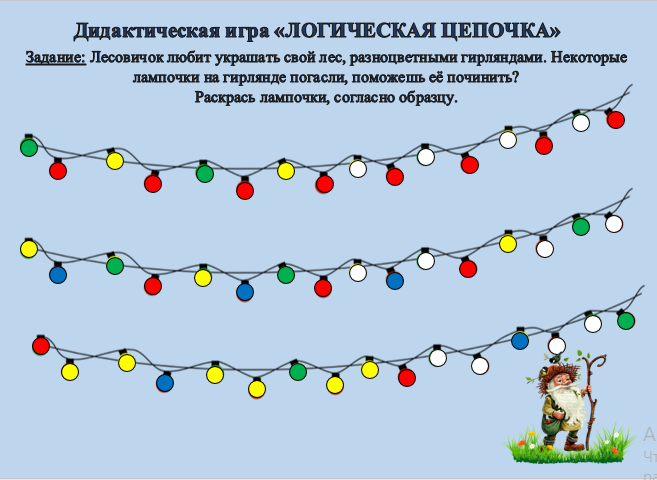 Дидактическая игра «ЛОГИЧЕСКАЯ ЦЕПОЧКА»
Задание: Лесовичок любит украшать свой лес, разноцветными гирляндами. Некоторые
лампочки на гирлянде погасли, поможешь её починить?
Раскрась лампочки, согласно образцу.